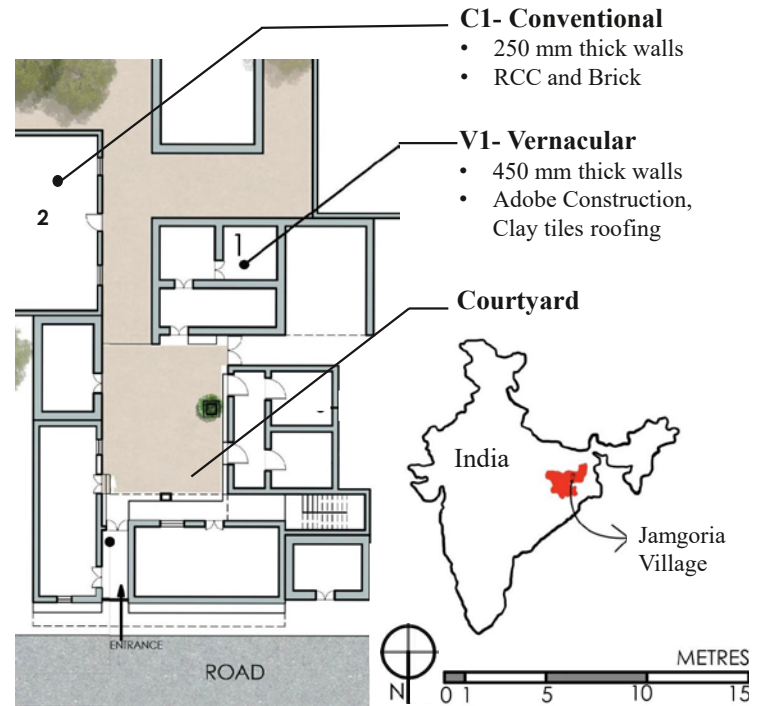 C1- Conventional
• 250 mm thick walls
• RCC and Brick
V1- Vernacular
• 450 mm thick walls
• Adobe Construction,
Clay tiles roofing
2
1
Courtyard
India
Jamgoria
Village
ENTRANCE
ROAD
N
METRES
0 1 5 10 15